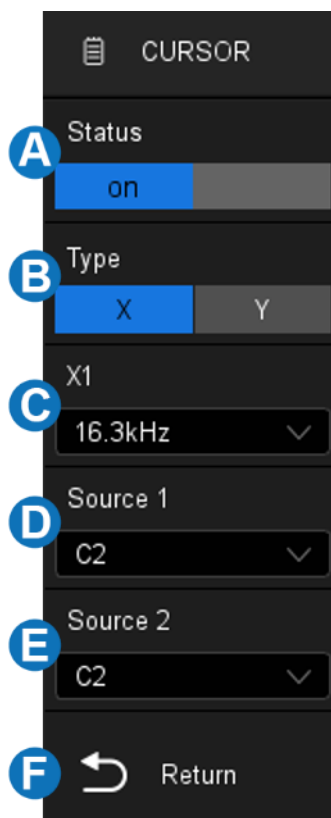 CURSOR
Status
A
on
Type
B
X Y
X1
C
16.3kHz
Source 1
D
C2
Source 2
E
C2
F Return